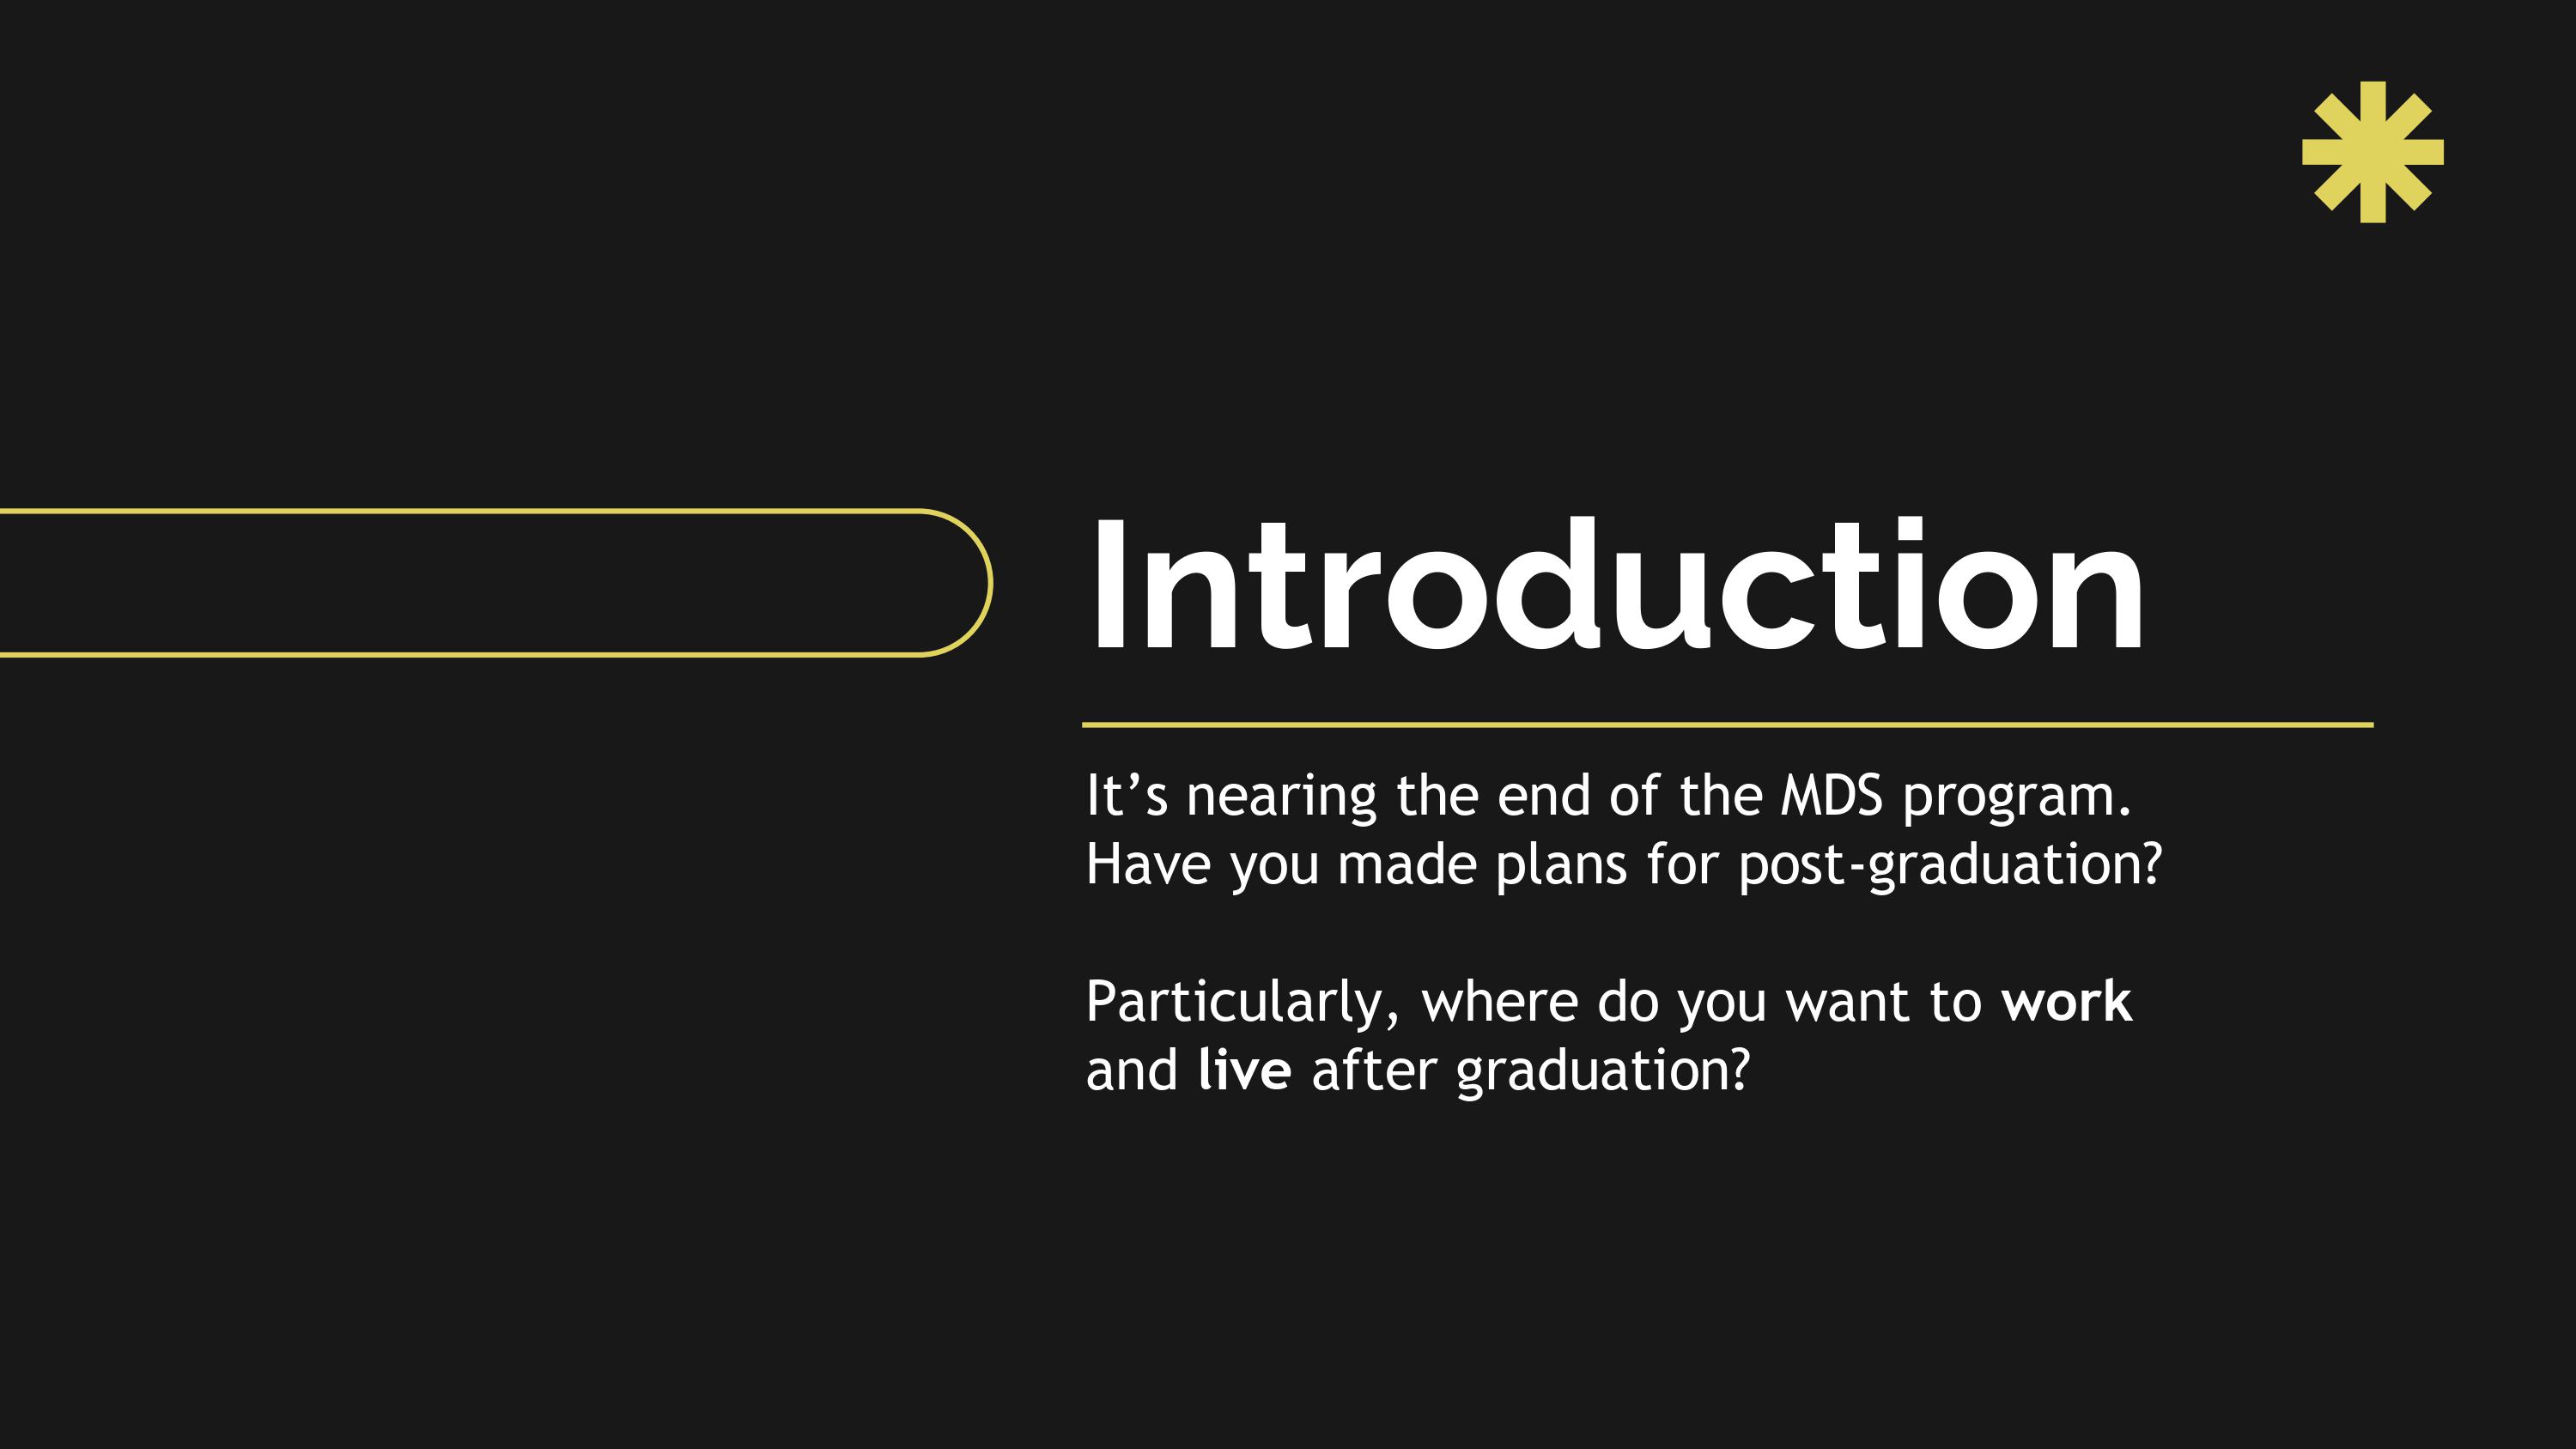 Introduction
It’s nearing the end of the MDS program.
Have you made plans for post-graduation?
Particularly, where do you want to work
and live after graduation?